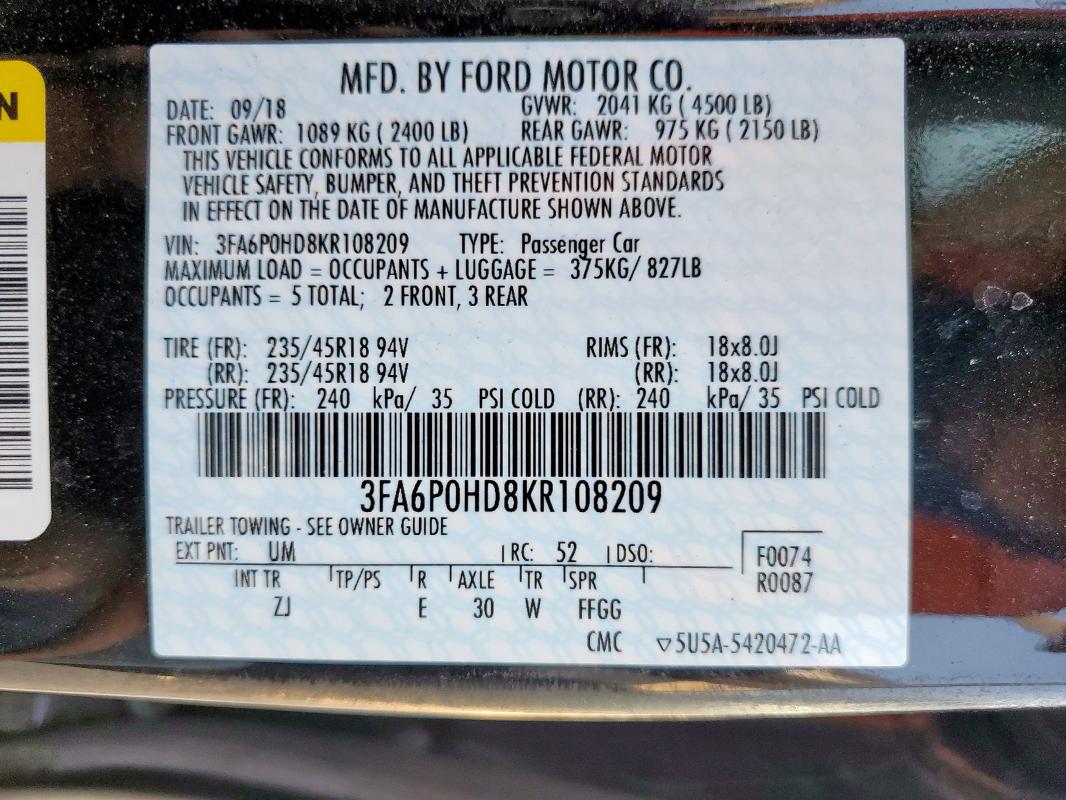 N
MFD. BY FORD MOTOR CO.
DATE: 09/18 GVWR: 2041 KG ( 4500 LB)
FRONT GAWR: 1089 KG ( 2400 LB) REAR GAWR: 975 KG ( 2150 LB)
THIS VEHICLE CONFORMS TO ALL APPLICABLE FEDERAL MOTOR
VEHICLE SAFETY, BUMPER, AND THEFT PREVENTION STANDARDS
IN EFFECT ON THE DATE OF MANUFACTURE SHOWN ABOVE.
VIN: 3FA6P0HD8KR108209 TYPE: Passenger Car
MAXIMUM LOAD = OCCUPANTS + LUGGAGE = 375KG/ 827LB
OCCUPANTS = 5 TOTAL; 2 FRONT, 3 REAR
TIRE (FR): 235/45R18 94V RIMS (FR): 18x8.0J
(RR): 235/45R18 94V (RR): 18x8.0J
PRESSURE (FR): 240 kPa/ 35 PSI COLD (RR): 240 kPa/ 35 PSI COLD
3FA6P0HD8KR108209
TRAILER TOWING - SEE OWNER GUIDE
EXT PNT: UM RC: 52 DSO: F0074
INT TR TP/PS R AXLE TR SPR R0087
ZJ E 30 W FFGG
CMC ▽5U5A-5420472-AA